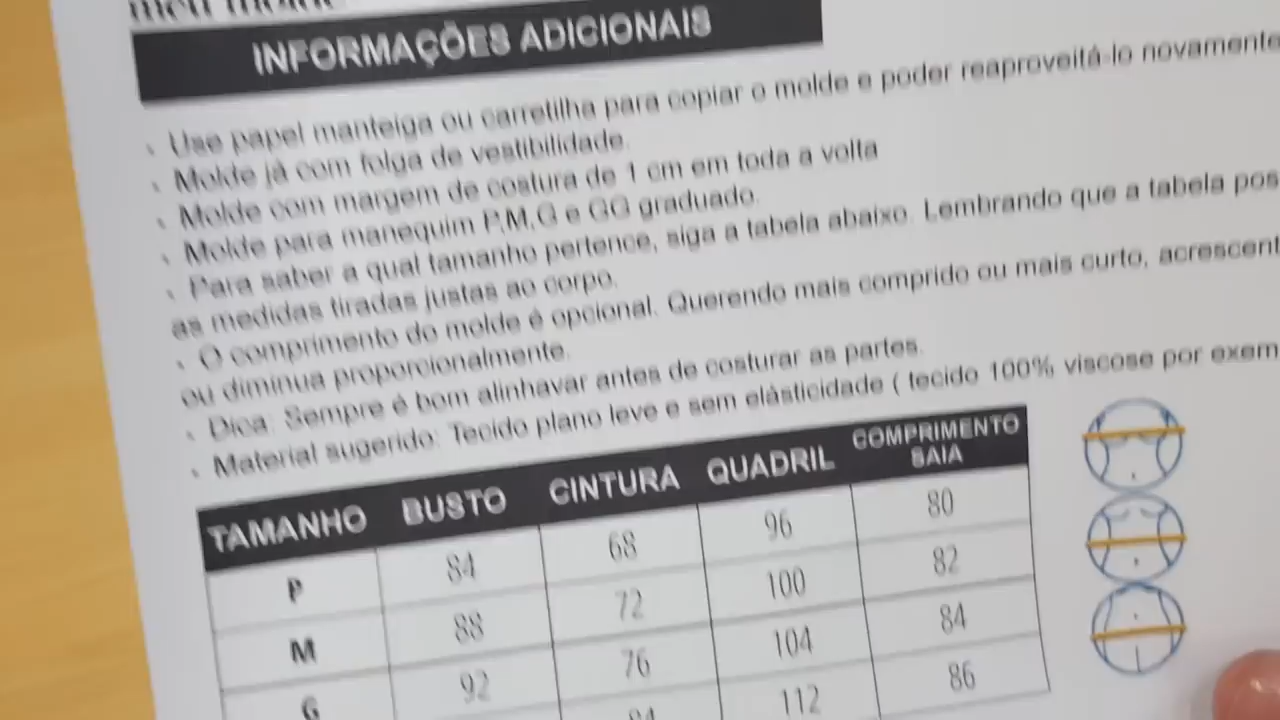 meu molde
INFORMAÇÕES ADICIONAIS
Use papel manteiga ou carretilha para copiar o molde e poder reaproveitá-lo novamente
Molde já com folga de vestibilidade.
Molde com margem de costura de 1 cm em toda a volta
Molde para manequim P,M,G e GG graduado.
Para saber a qual tamanho pertence, siga a tabela abaixo. Lembrando que a tabela pos
as medidas tiradas justas ao corpo.
O comprimento do molde é opcional. Querendo mais comprido ou mais curto, acrescent
ou diminua proporcionalmente.
Dica: Sempre é bom alinhavar antes de costurar as partes.
Material sugerido: Tecido plano leve e sem elásticidade ( tecido 100% viscose por exem
TAMANHO BUSTO CINTURA QUADRIL COMPRIMENTO SAIA
P 84 68 96 80
M 88 72 100 82
G 92 76 104 84
84 112 86